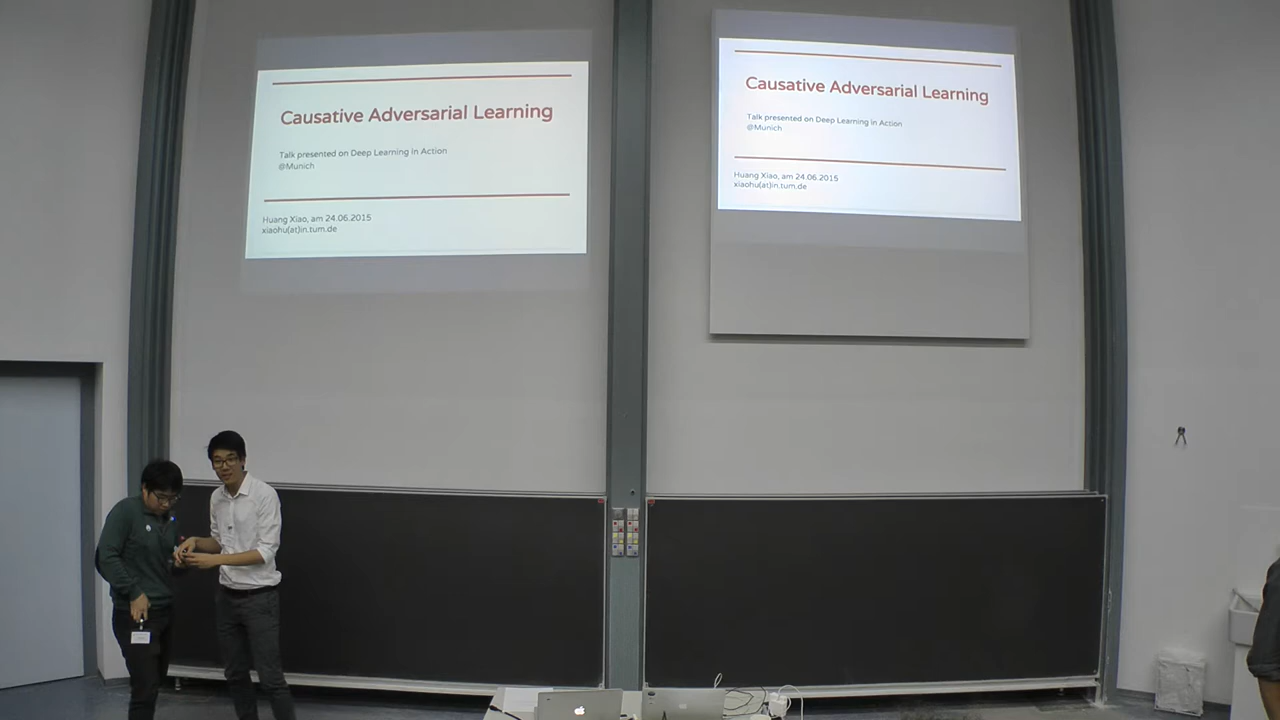 Causative Adversarial Learning
Talk presented on Deep Learning in Action
@Munich
Huang Xiao, am 24.06.2015
xiaohu(at)in.tum.de
Causative Adversarial Learning
Talk presented on Deep Learning in Action
@Munich
Huang Xiao, am 24.06.2015
xiaohu(at)in.tum.de